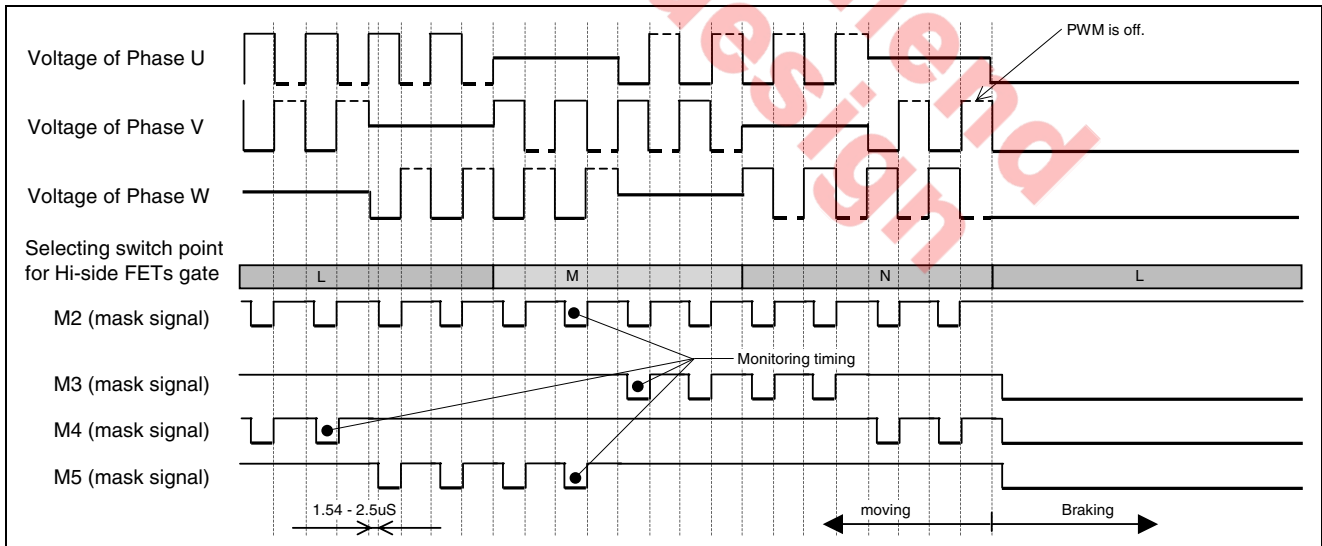 mend
design
PWM is off.
Voltage of Phase U
Voltage of Phase V
Voltage of Phase W
Selecting switch point
for Hi-side FETs gate
L M N L
M2 (mask signal)
Monitoring timing
M3 (mask signal)
M4 (mask signal)
M5 (mask signal)
1.54 - 2.5uS
moving
Braking